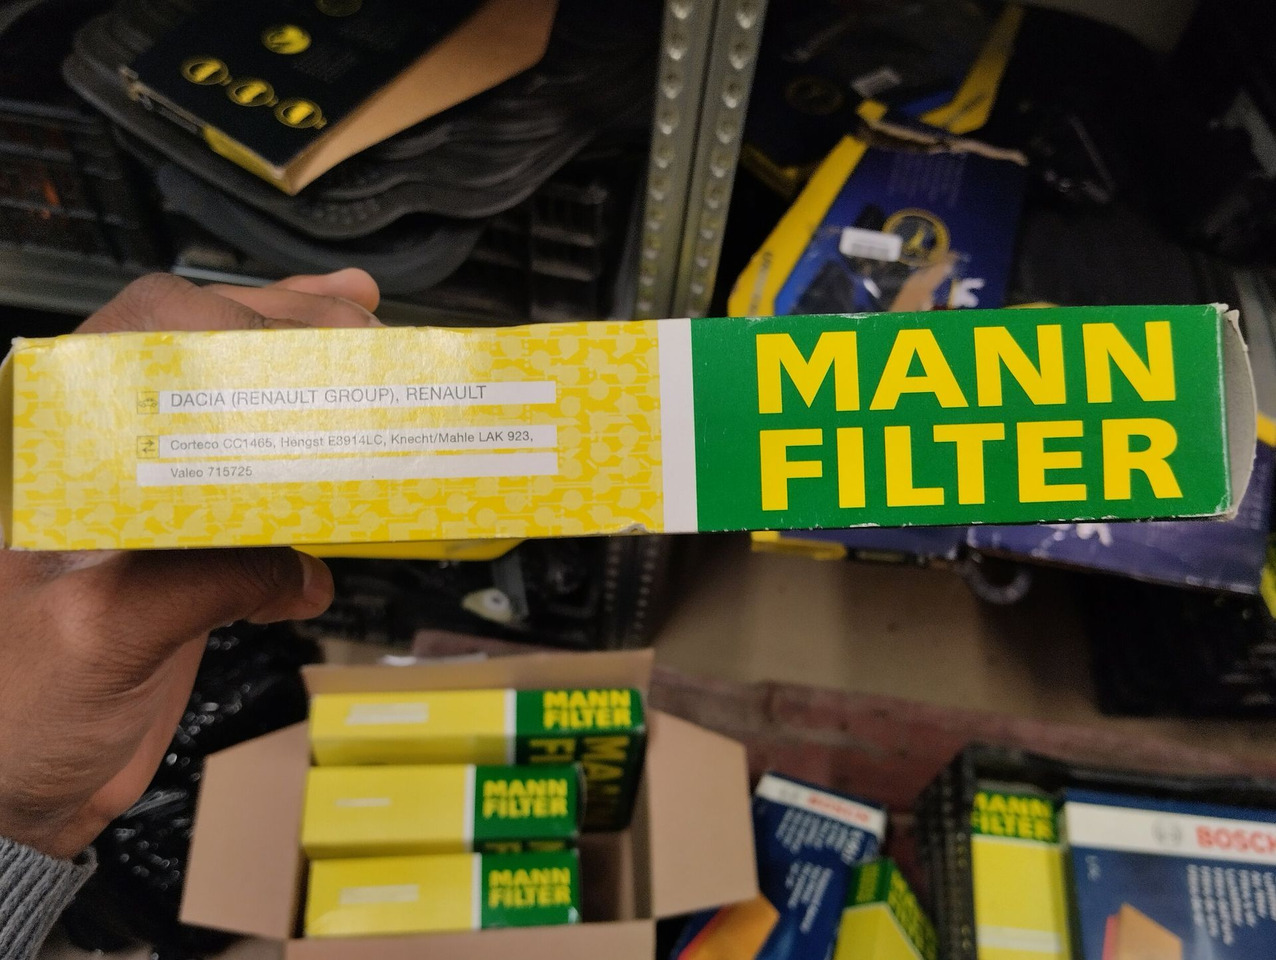 DACIA (RENAULT GROUP), RENAULT
Corteco CC1465, Hengst E3914LC, Knecht/Mahle LAK 923,
Valeo 715725
MANN
FILTER
MANN
FILTER
MANN
FILTER
MANN
FILTER
MANN
FILTER
BOSCH